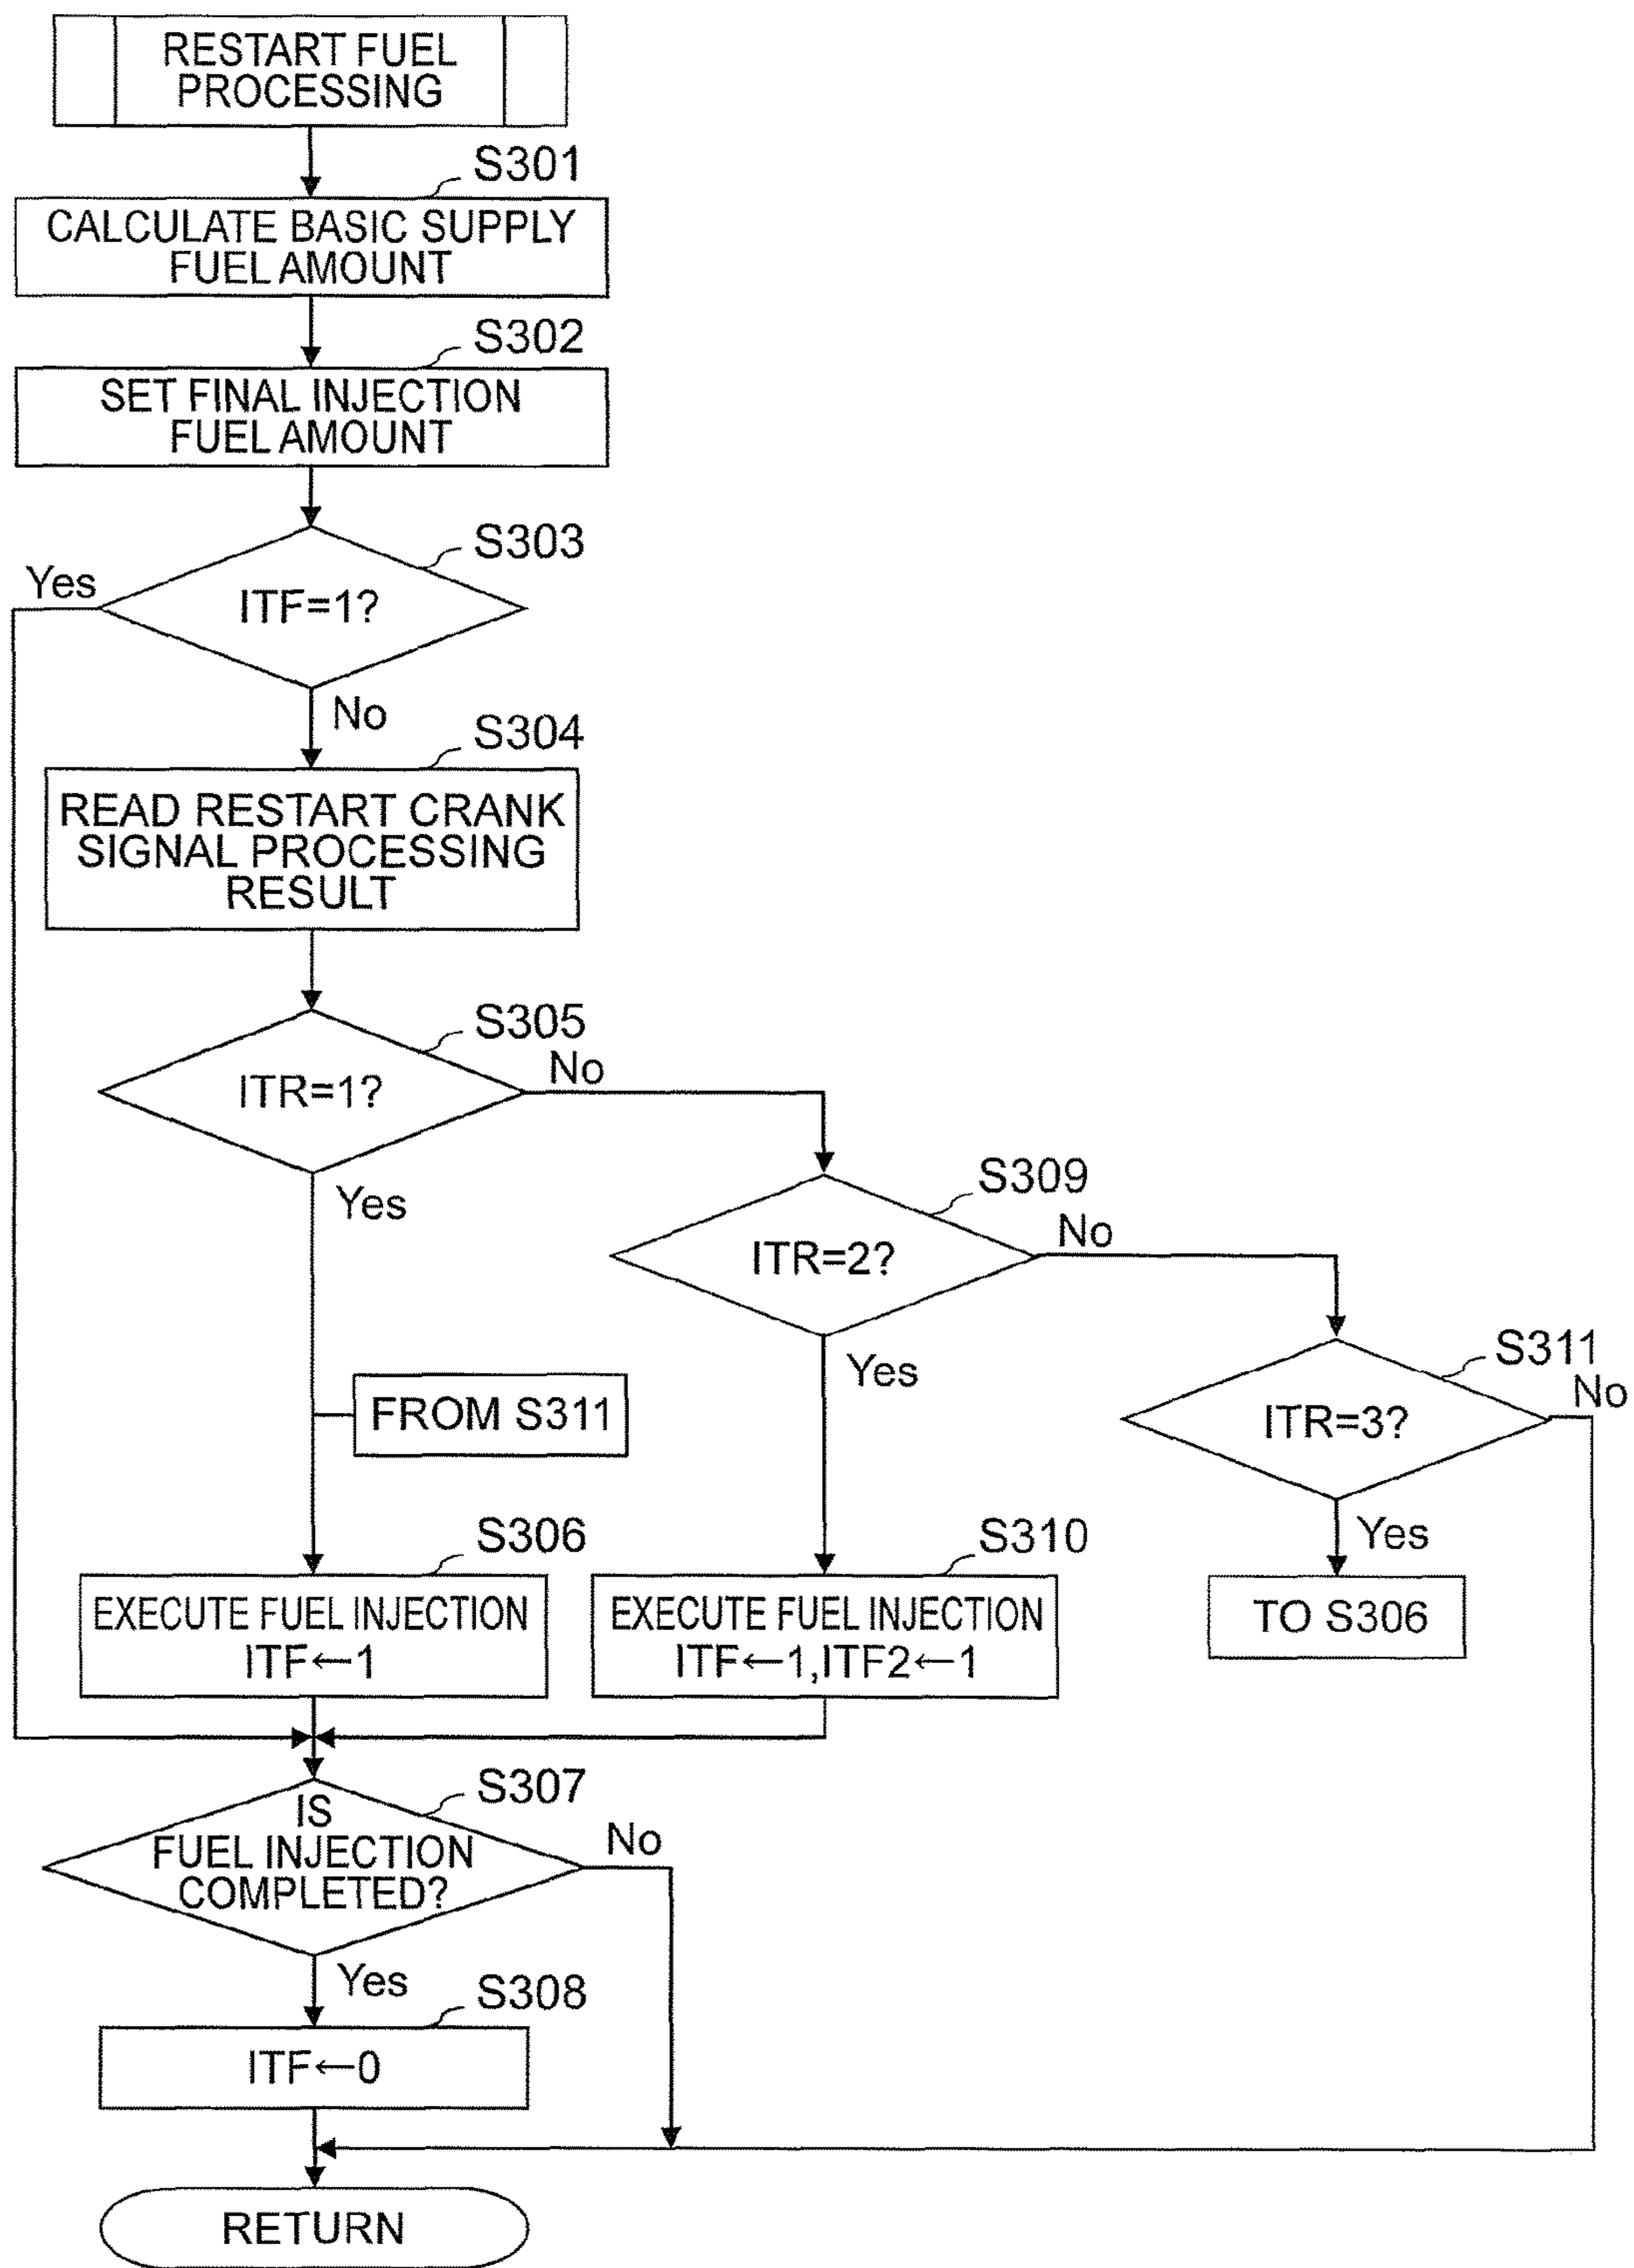 RESTART FUEL
PROCESSING
S301
CALCULATE BASIC SUPPLY
FUEL AMOUNT
S302
SET FINAL INJECTION
FUEL AMOUNT
S303
Yes
ITF=1?
No
S304
READ RESTART CRANK
SIGNAL PROCESSING
RESULT
S305
No
ITR=1?
Yes
S309
No
ITR=2?
Yes
S311
No
ITR=3?
Yes
FROM S311
S306
EXECUTE FUEL INJECTION
ITF←1
S310
EXECUTE FUEL INJECTION
ITF←1,ITF2←1
TO S306
S307
IS
FUEL INJECTION
COMPLETED?
No
Yes
S308
ITF←0
RETURN